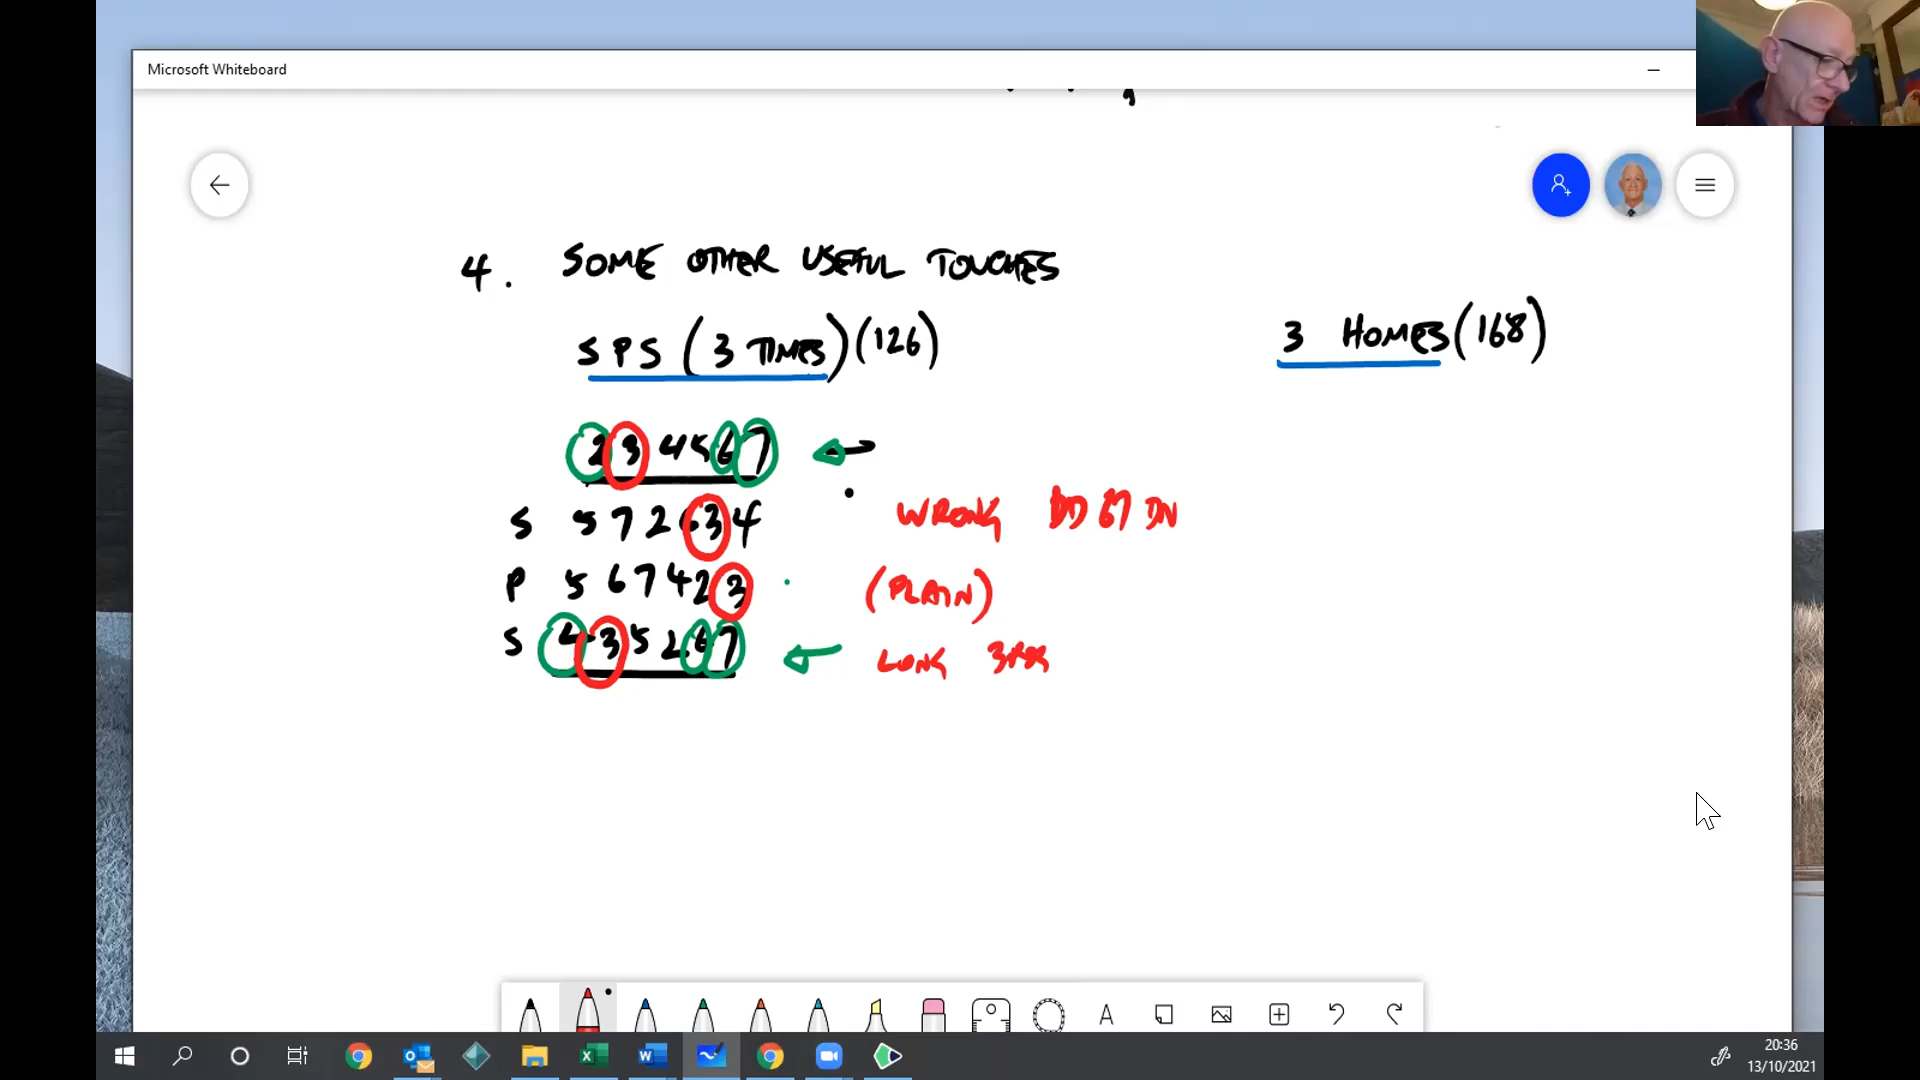 Microsoft Whiteboard
4. SOME OTHER USEFUL TOUCHES
SPS (3 TIMES) (126)
3 HOMES (168)
234567
S 572634
WRONG
P 567423
(PLAIN)
S 435267
LONG
A
20:36
13/10/2021